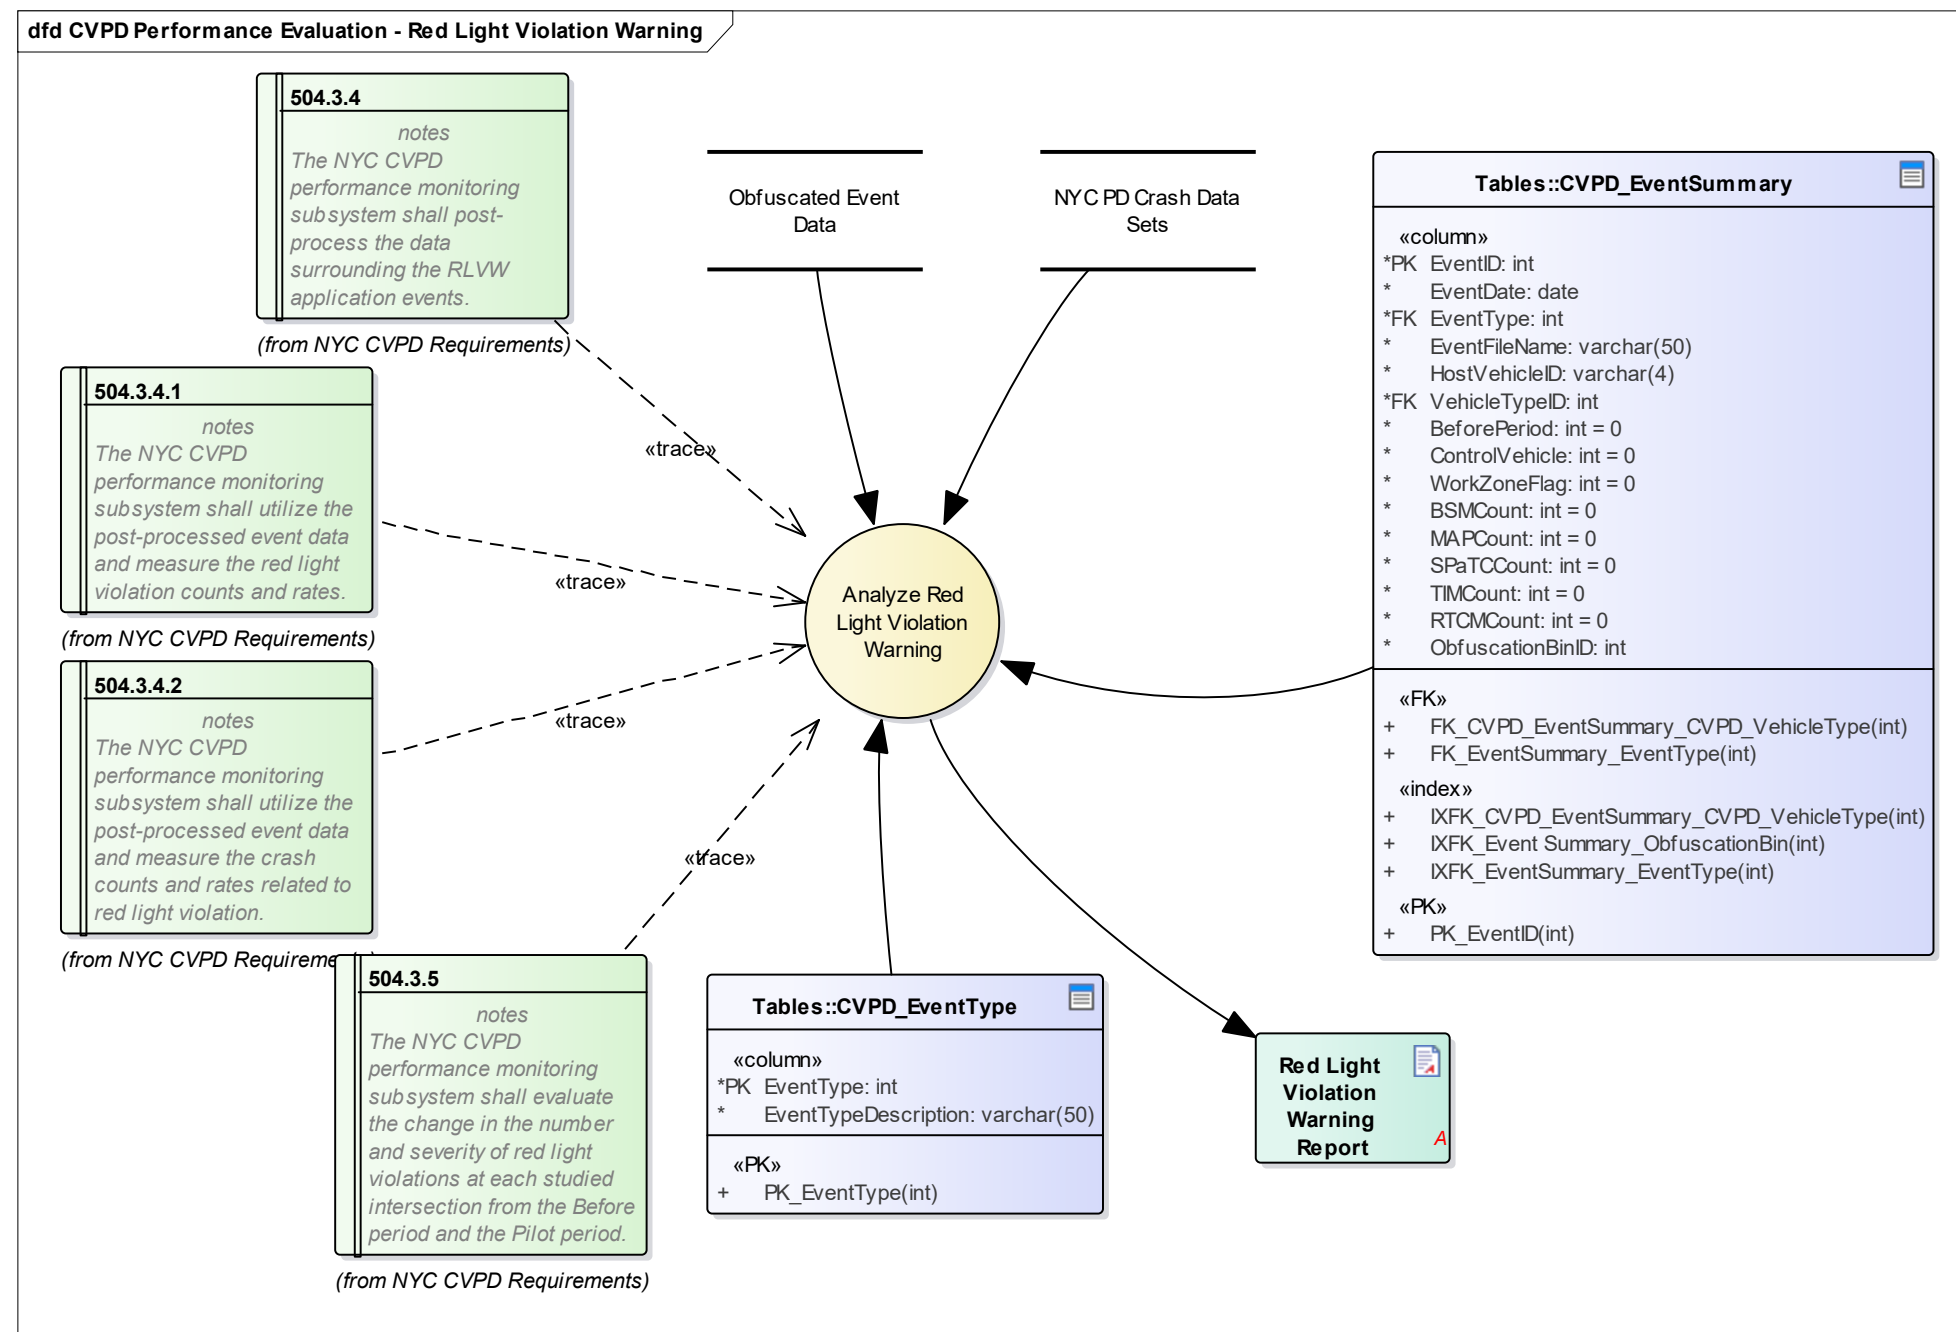 dfd CVPD Performance Evaluation - Red Light Violation Warning
504.3.4
notes
The NYC CVPD
performance monitoring
subsystem shall post-
process the data
surrounding the RLVW
application events.
(from NYC CVPD Requirements)
504.3.4.1
notes
The NYC CVPD
performance monitoring
subsystem shall utilize the
post-processed event data
and measure the red light
violation counts and rates.
(from NYC CVPD Requirements)
504.3.4.2
notes
The NYC CVPD
performance monitoring
subsystem shall utilize the
post-processed event data
and measure the crash
counts and rates related to
red light violation.
(from NYC CVPD Requireme
504.3.5
notes
The NYC CVPD
performance monitoring
subsystem shall evaluate
the change in the number
and severity of red light
violations at each studied
intersection from the Before
period and the Pilot period.
(from NYC CVPD Requirements)
«trace»
«trace»
«trace»
«trace»
Obfuscated Event
Data
NYC PD Crash Data
Sets
Analyze Red
Light Violation
Warning
Tables::CVPD_EventType
«column»
*PK EventType: int
* EventTypeDescription: varchar(50)
«PK»
+ PK_EventType(int)
Tables::CVPD_EventSummary
«column»
*PK EventID: int
* EventDate: date
*FK EventType: int
* EventFileName: varchar(50)
* HostVehicleID: varchar(4)
*FK VehicleTypeID: int
* BeforePeriod: int = 0
* ControlVehicle: int = 0
* WorkZoneFlag: int = 0
* BSMCount: int = 0
* MAPCount: int = 0
* SPaTCCount: int = 0
* TIMCount: int = 0
* RTCMCount: int = 0
* ObfuscationBinID: int
«FK»
+ FK_CVPD_EventSummary_CVPD_VehicleType(int)
+ FK_EventSummary_EventType(int)
«index»
+ IXFK_CVPD_EventSummary_CVPD_VehicleType(int)
+ IXFK_Event Summary_ObfuscationBin(int)
+ IXFK_EventSummary_EventType(int)
«PK»
+ PK_EventID(int)
Red Light
Violation
Warning
Report
A